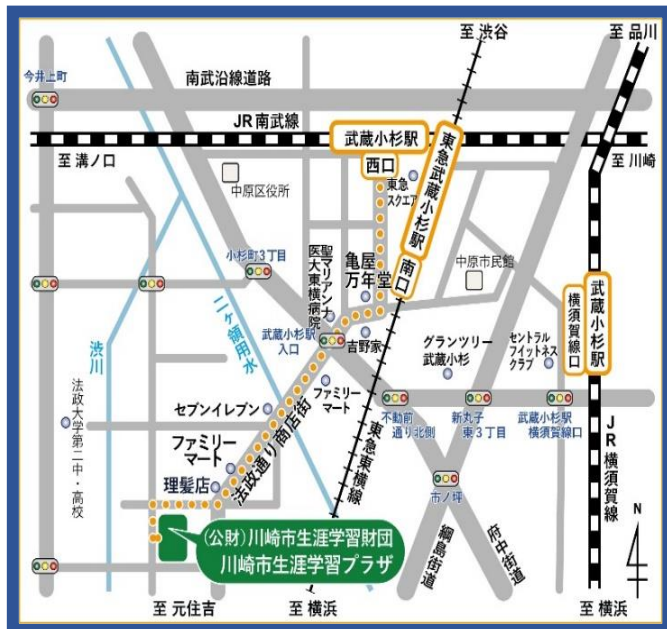 至 渋谷
至 品川
今井上町
南武沿線道路
JR南武線
武蔵小杉駅
西口
至 溝ノ口
至 川崎
中原区役所
東急
スクエア
東急武蔵小杉駅
南口
小杉町3丁目
聖マリアンナ
医大東横病院
亀屋
万年堂
中原市民館
武蔵小杉駅
横須賀線口
二ヶ領用水
渋川
武蔵小杉駅
入口
吉野家
グランツリー
武蔵小杉
セントラル
フィットネス
クラブ
ファミリー
マート
セブンイレブン
法政通り商店街
東急東横線
不動前
通り北側
新丸子
東3丁目
武蔵小杉駅
横須賀線口
JR横須賀線
法政大学第二中・高校
ファミリー
マート
理髪店
市ノ坪
N
(公財)川崎市生涯学習財団
川崎市生涯学習プラザ
綱島街道
府中街道
至 元住吉
至 横浜
至 横浜